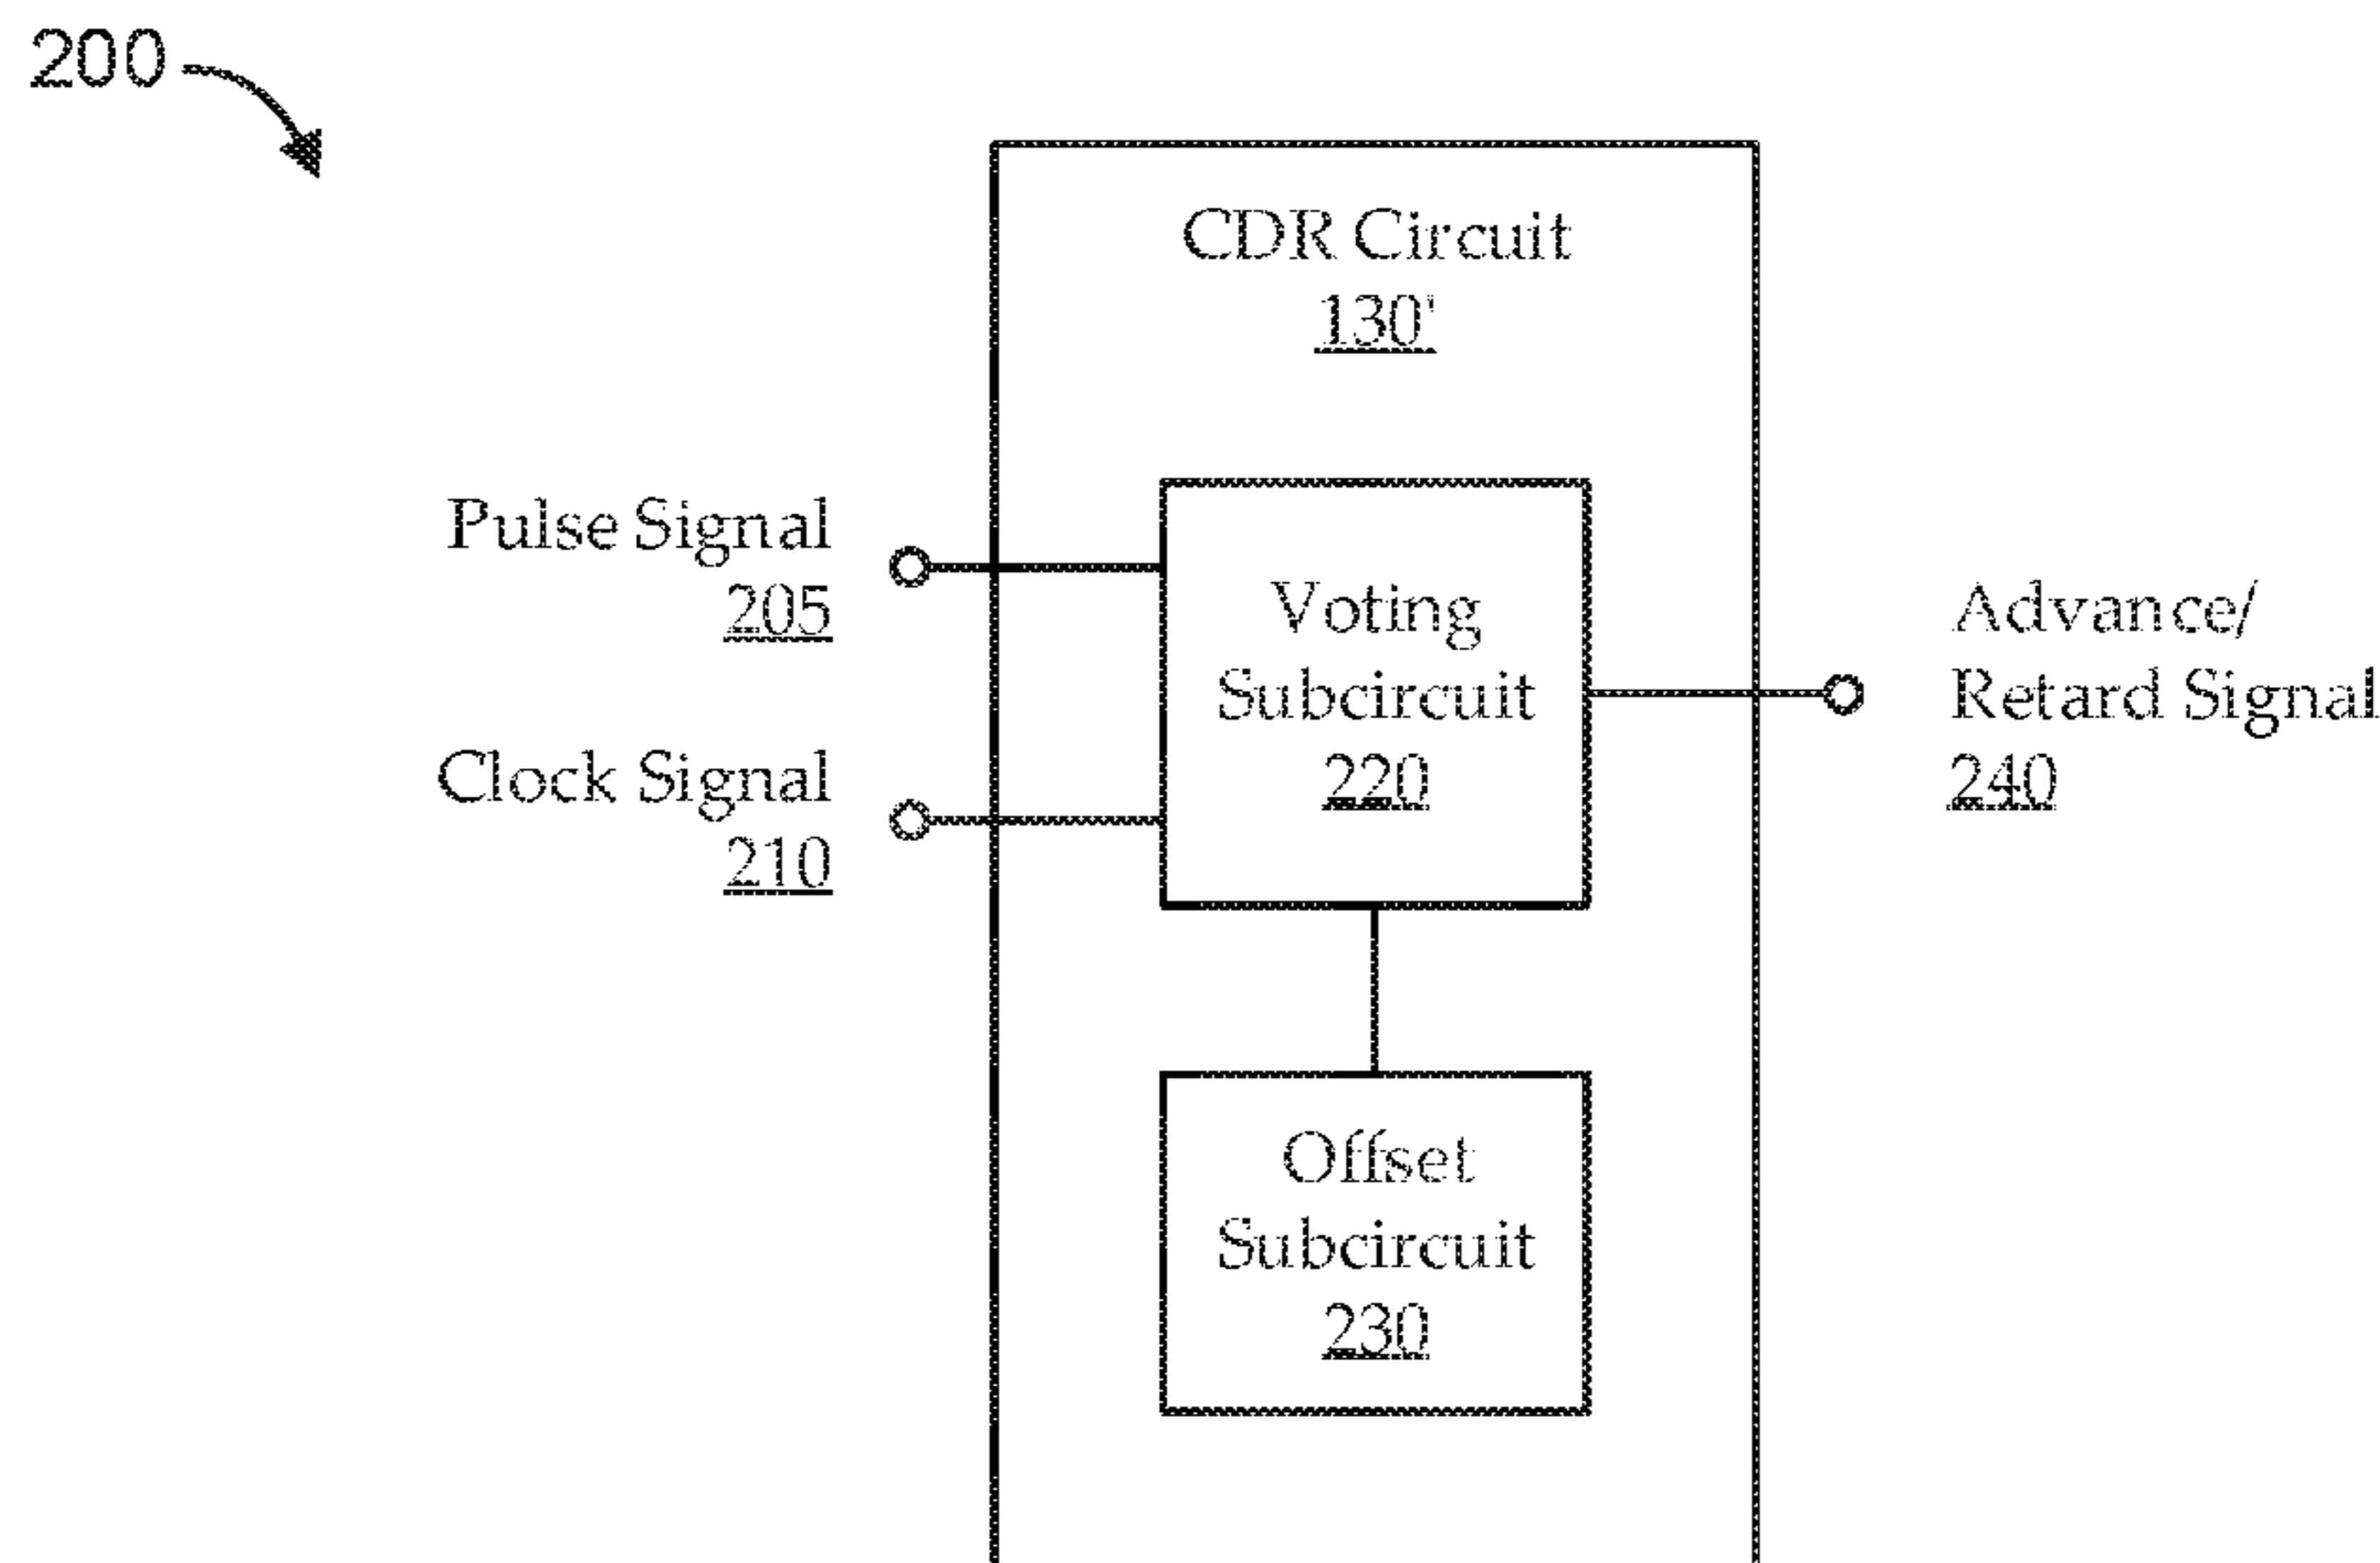 200
CDR Circuit
130'
Pulse Signal
205
Clock Signal
210
Voting
Subcircuit
220
Advance/
Retard Signal
240
Offset
Subcircuit
230